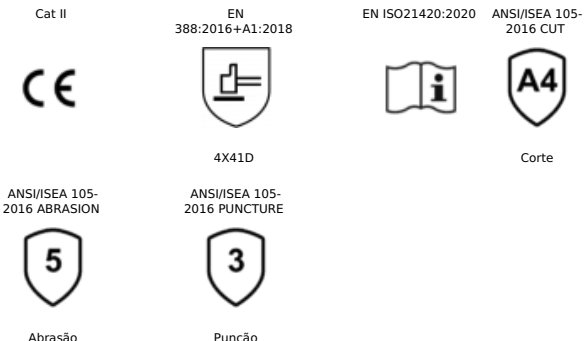 Cat II
EN
388:2016+A1:2018
EN ISO21420:2020
ANSI/ISEA 105-
2016 CUT
CE
i
A4
4X41D
Corte
ANSI/ISEA 105-
2016 ABRASION
ANSI/ISEA 105-
2016 PUNCTURE
5
3
Abrasão
Punção